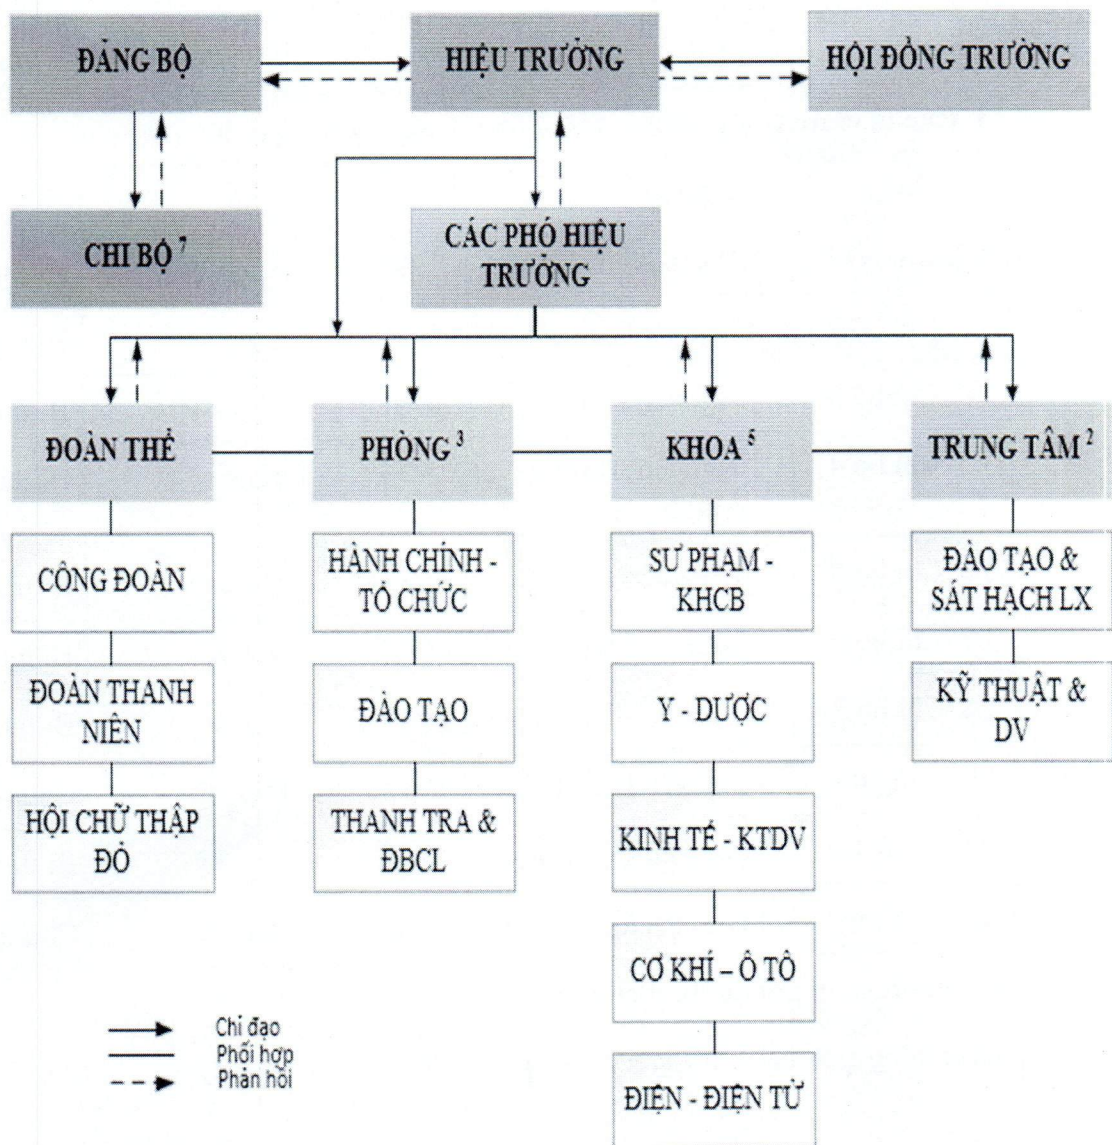 ĐẢNG BỘ
HIỆU TRƯỞNG
HỘI ĐỒNG TRƯỜNG
CHI BỘ 7
CÁC PHÓ HIỆU
TRƯỞNG
ĐOÀN THỂ
PHÒNG 3
KHOA 5
TRUNG TÂM 2
CÔNG ĐOÀN
ĐOÀN THANH
NIÊN
HỘI CHỮ THẬP
ĐỎ
HÀNH CHÍNH -
TỔ CHỨC
ĐÀO TẠO
THANH TRA &
ĐBCL
SƯ PHẠM -
KHCB
Y - DƯỢC
KINH TẾ - KTDV
CƠ KHÍ – Ô TÔ
ĐIỆN - ĐIỆN TỬ
ĐÀO TẠO &
SÁT HẠCH LX
KỸ THUẬT &
DV
Chỉ đạo
Phối hợp
Phản hồi